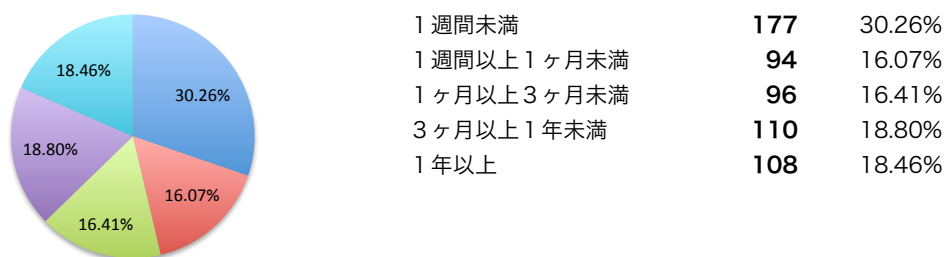 30.26%
16.07%
16.41%
18.80%
18.46%
1週間未満 177 30.26%
1週間以上1ヶ月未満 94 16.07%
1ヶ月以上3ヶ月未満 96 16.41%
3ヶ月以上1年未満 110 18.80%
1年以上 108 18.46%